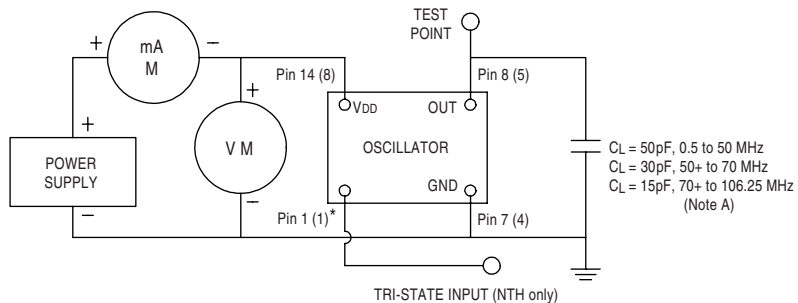 TEST
POINT
+
mA
M
–
Pin 14 (8)
Pin 8 (5)
+
+
VDD
OUT
V M
OSCILLATOR
POWER
SUPPLY
CL = 50pF, 0.5 to 50 MHz
CL = 30pF, 50+ to 70 MHz
CL = 15pF, 70+ to 106.25 MHz
(Note A)
GND
–
–
Pin 1 (1)*
Pin 7 (4)
TRI-STATE INPUT (NTH only)